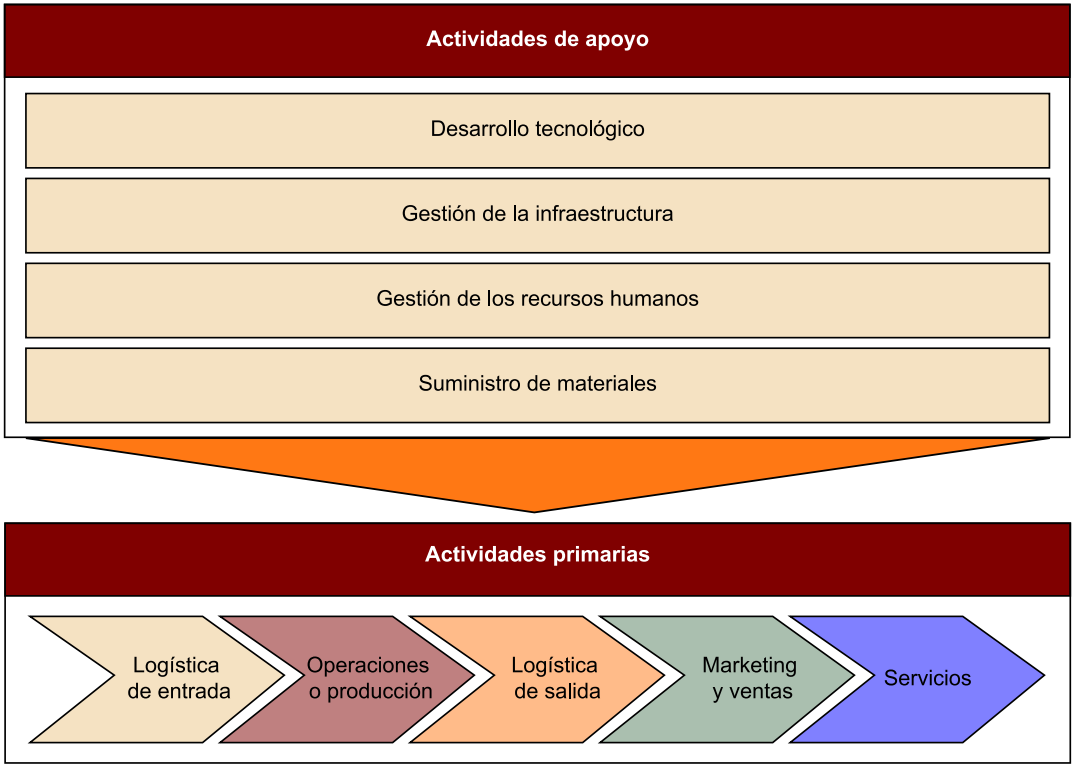 Actividades de apoyo
Desarrollo tecnológico
Gestión de la infraestructura
Gestión de los recursos humanos
Suministro de materiales
Actividades primarias
Logística
de entrada
Operaciones
o producción
Logística
de salida
Marketing
y ventas
Servicios